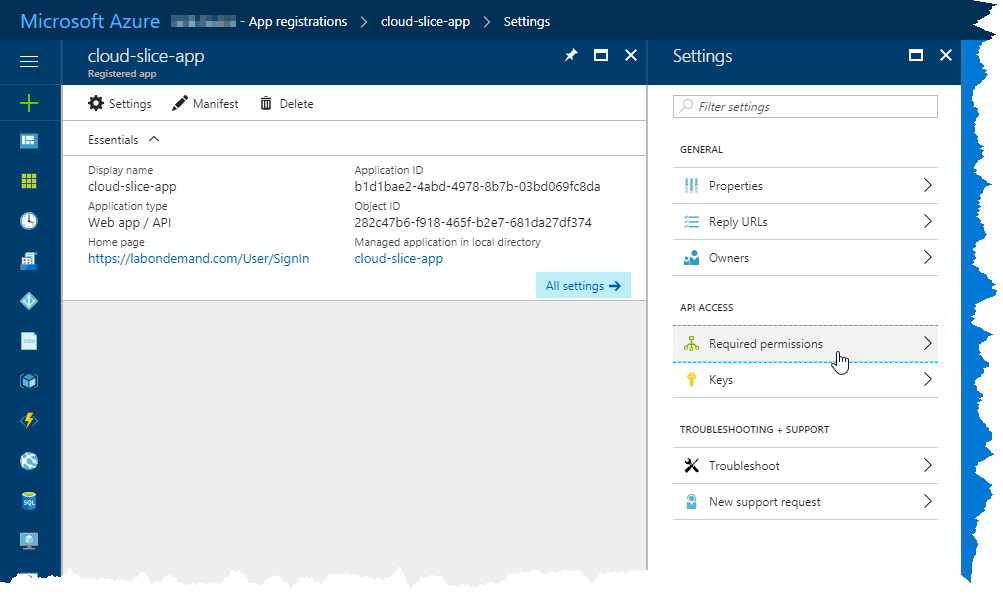 Microsoft Azure - App registrations > cloud-slice-app > Settings
cloud-slice-app
Registered app
Settings Manifest Delete
Essentials
Display name
cloud-slice-app
Application type
Web app / API
Home page
https://labondemand.com/User/SignIn
Application ID
b1d1bae2-4abd-4978-8b7b-03bd069fc8da
Object ID
282c47b6-f918-465f-b2e7-681da27df374
Managed application in local directory
cloud-slice-app
All settings
Settings
Filter settings
GENERAL
Properties
Reply URLs
Owners
API ACCESS
Required permissions
Keys
TROUBLESHOOTING + SUPPORT
Troubleshoot
New support request